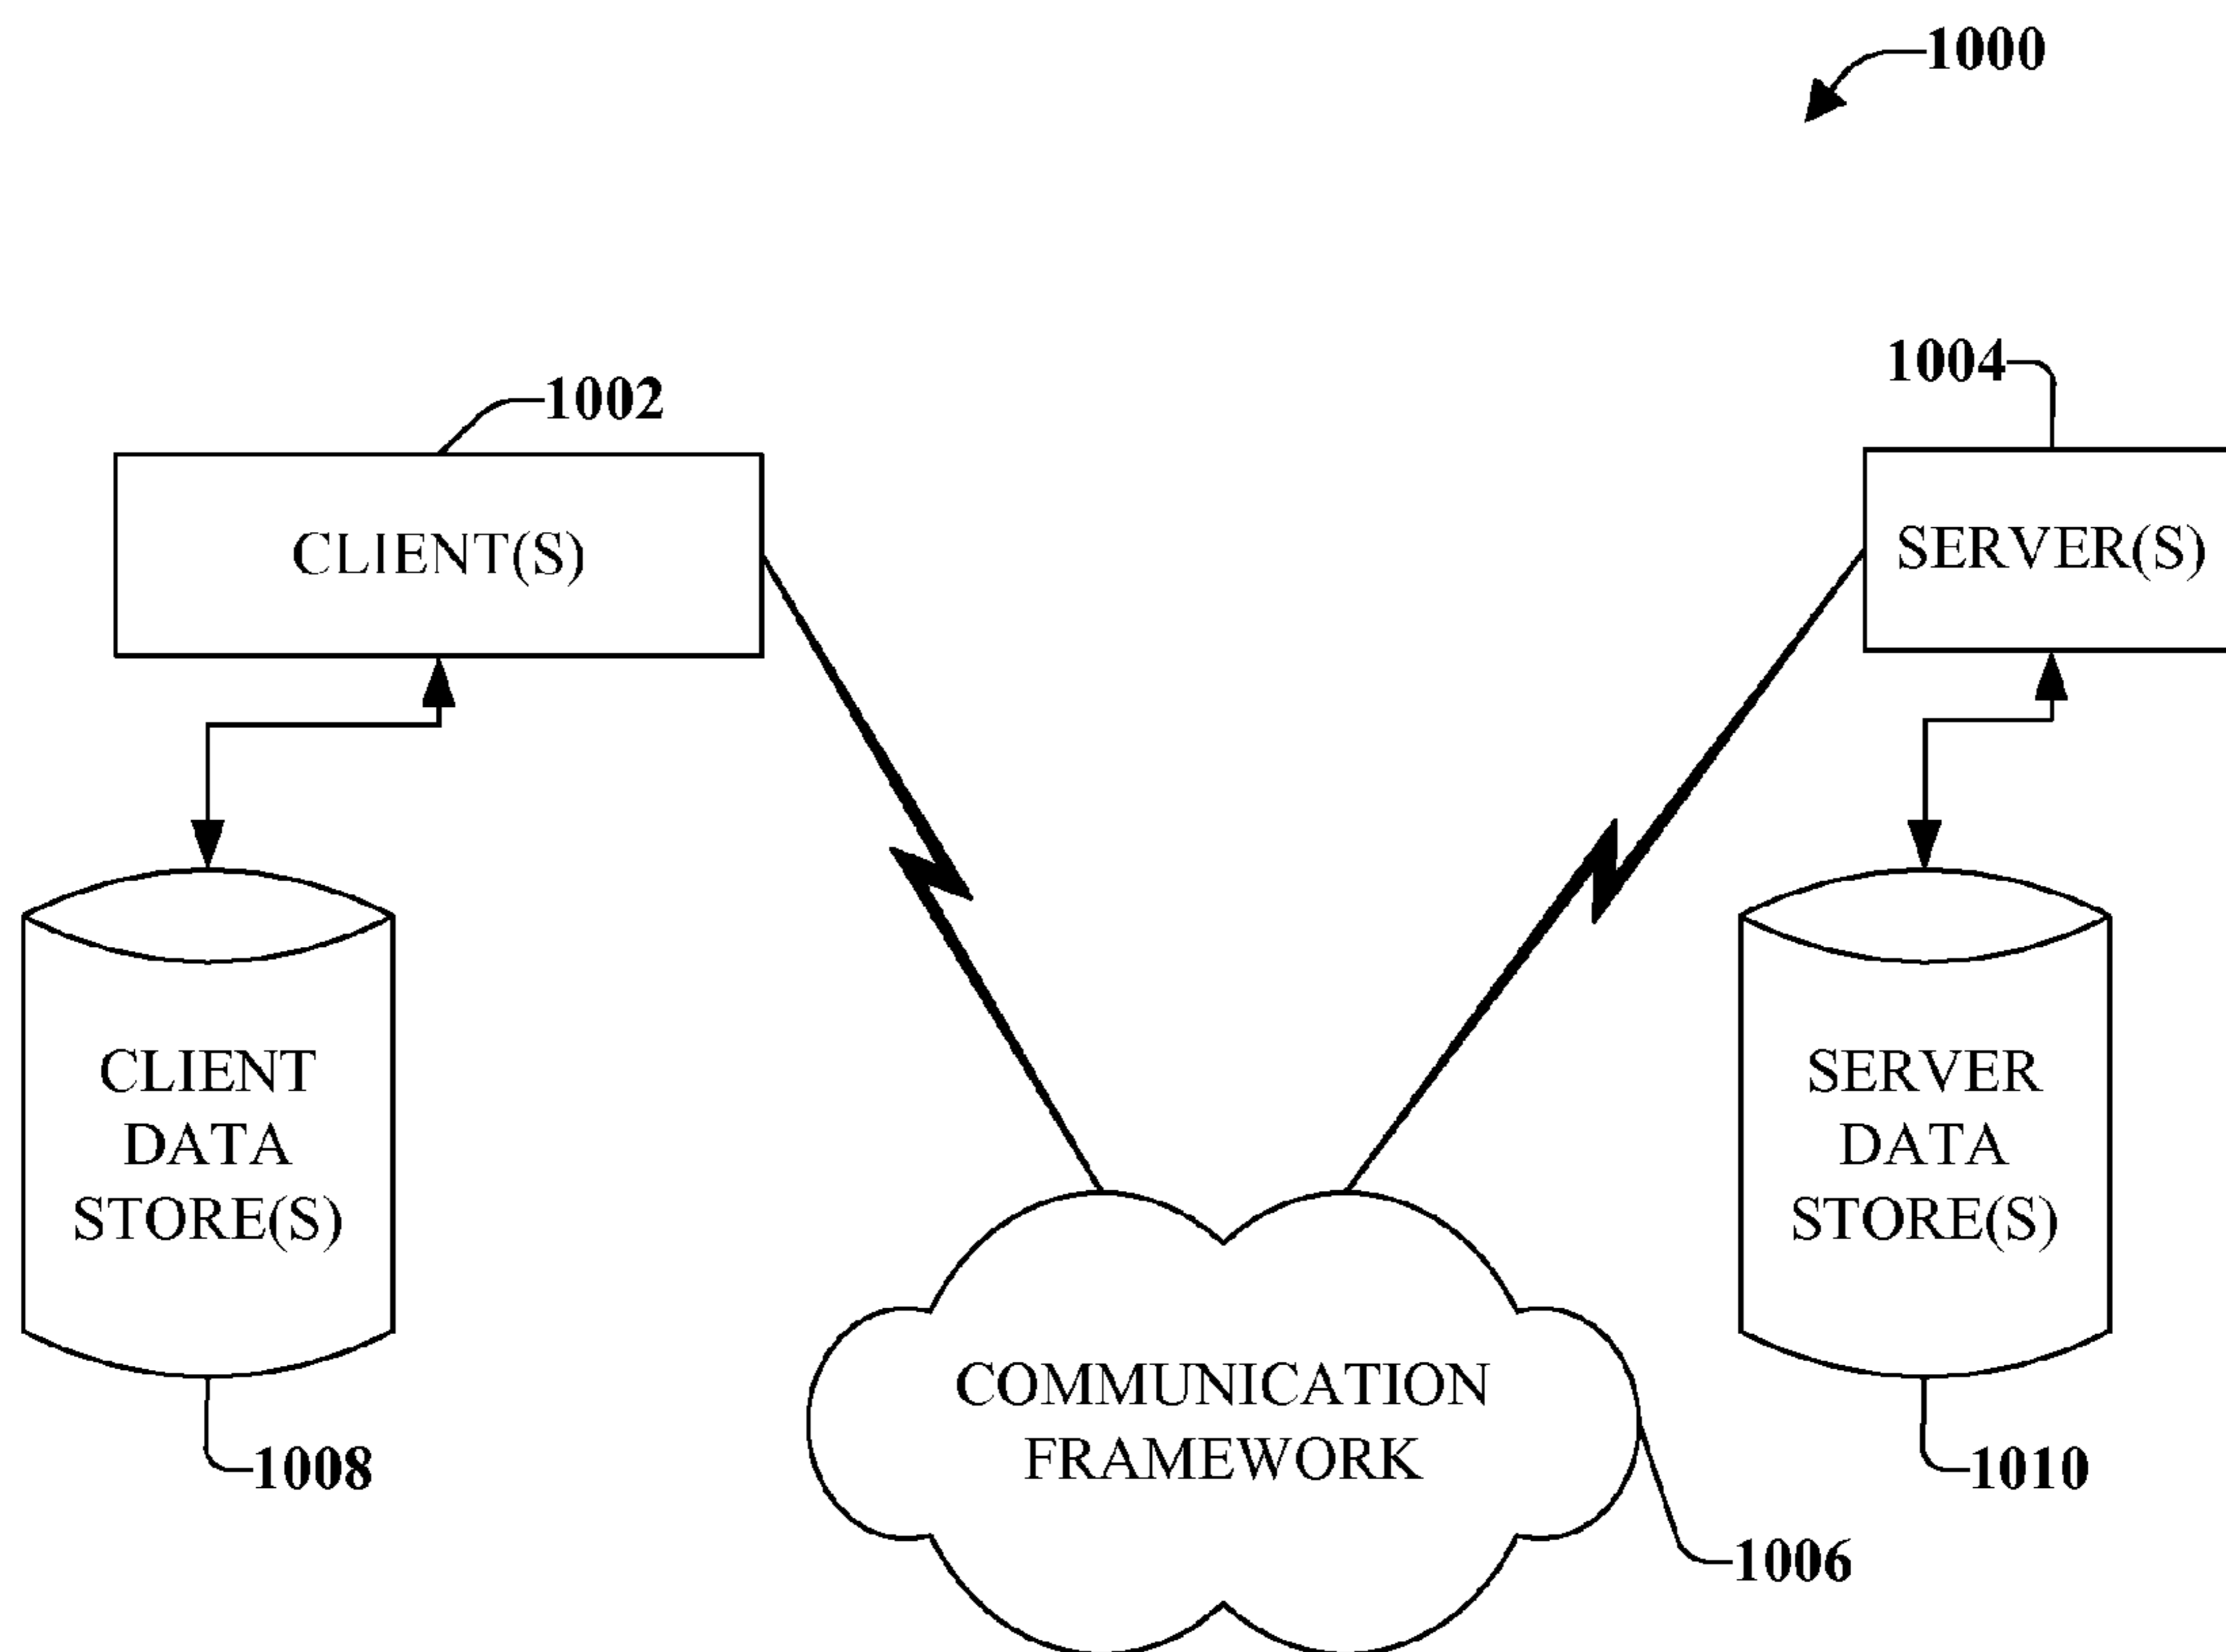 1000
1004
1002
CLIENT(S)
SERVER(S)
CLIENT
DATA
STORE(S)
SERVER
DATA
STORE(S)
COMMUNICATION
FRAMEWORK
1008
1010
1006